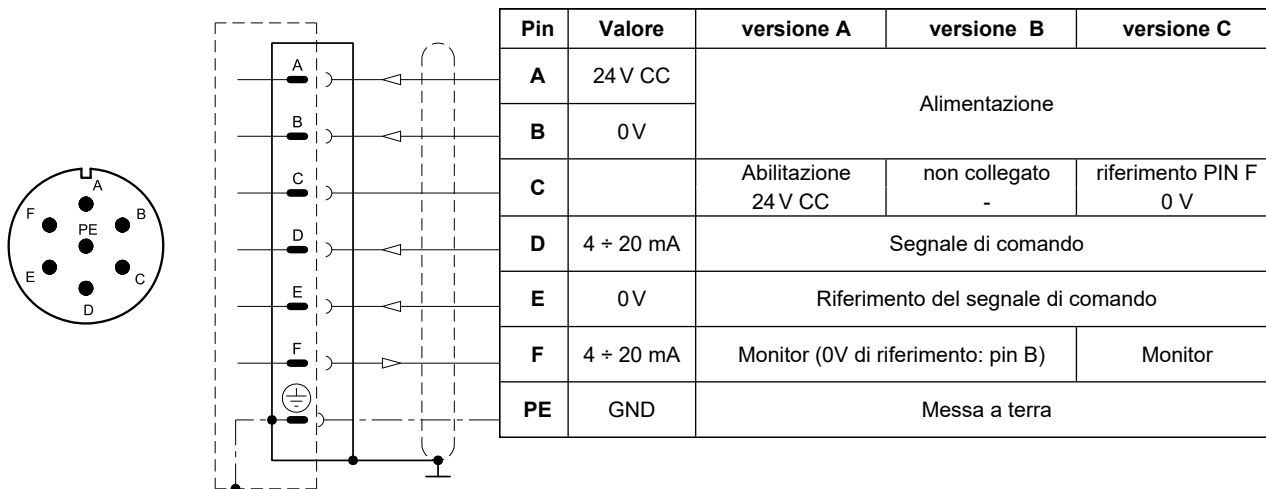 A
B
C
D
E
F
PE
A
B
C
D
E
F
Pin Valore versione A versione B versione C
A 24 V CC Alimentazione
B 0 V
C Abilitazione 24 V CC non collegato - riferimento PIN F 0 V
D 4 ÷ 20 mA Segnale di comando
E 0 V Riferimento del segnale di comando
F 4 ÷ 20 mA Monitor (0V di riferimento: pin B) Monitor
PE GND Messa a terra